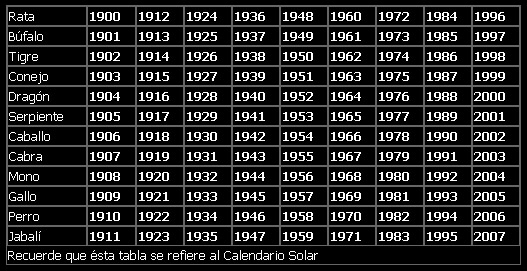 Rata 1900 1912 1924 1936 1948 1960 1972 1984 1996
Búfalo 1901 1913 1925 1937 1949 1961 1973 1985 1997
Tigre 1902 1914 1926 1938 1950 1962 1974 1986 1998
Conejo 1903 1915 1927 1939 1951 1963 1975 1987 1999
Dragón 1904 1916 1928 1940 1952 1964 1976 1988 2000
Serpiente 1905 1917 1929 1941 1953 1965 1977 1989 2001
Caballo 1906 1918 1930 1942 1954 1966 1978 1990 2002
Cabra 1907 1919 1931 1943 1955 1967 1979 1991 2003
Mono 1908 1920 1932 1944 1956 1968 1980 1992 2004
Gallo 1909 1921 1933 1945 1957 1969 1981 1993 2005
Perro 1910 1922 1934 1946 1958 1970 1982 1994 2006
Jabalí 1911 1923 1935 1947 1959 1971 1983 1995 2007
Recuerde que ésta tabla se refiere al Calendario Solar